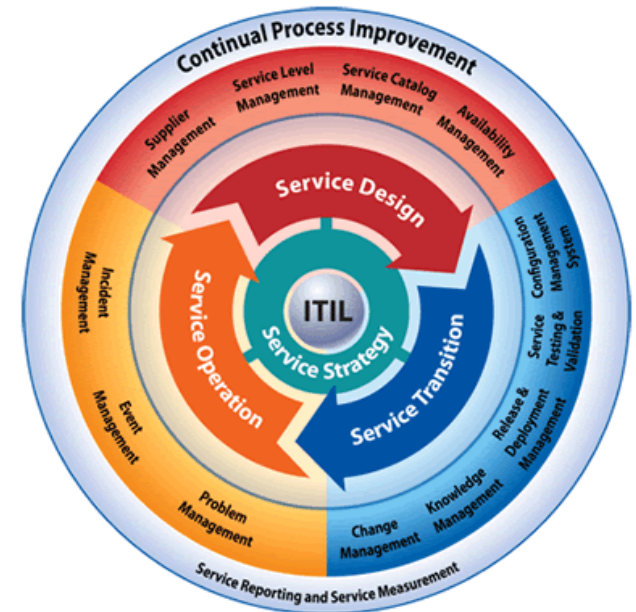 Continual Process Improvement
Supplier
Management
Service Level
Management
Service Catalog
Management
Availability
Management
Configuration
Management
System
Service
Testing &
Validation
Release &
Deployment
Management
Knowledge
Management
Change
Management
Problem
Management
Event
Management
Incident
Management
Service Design
Service Transition
Service Operation
Service Strategy
ITIL
Service Reporting and Service Measurement